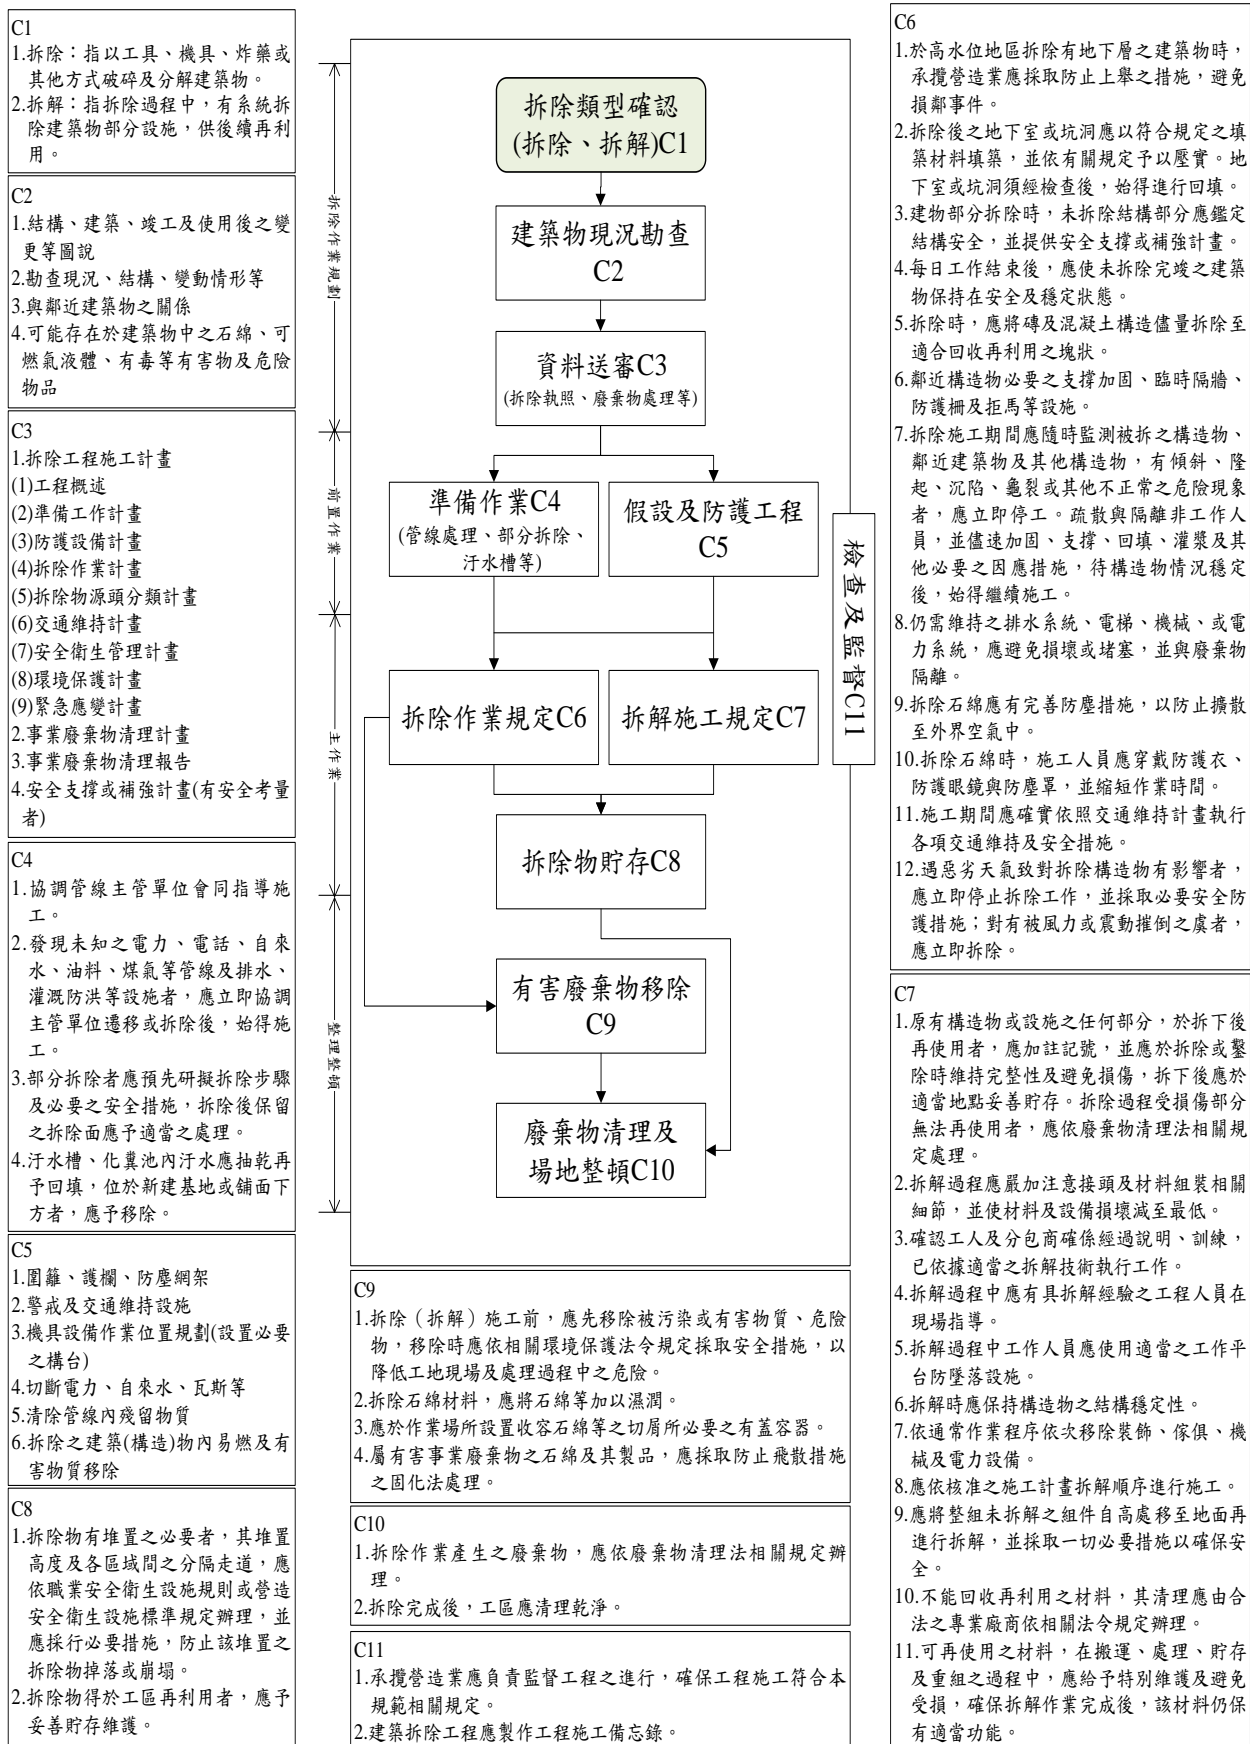 C1
1.拆除：指以工具、機具、炸藥或
其他方式破碎及分解建築物。
2.拆解：指拆除過程中，有系統拆
除建築物部分設施，供後續再利
用。
C2
1.結構、建築、竣工及使用後之變
更等圖說
2.勘查現況、結構、變動情形等
3.與鄰近建築物之關係
4.可能存在於建築物中之石綿、可
燃氣液體、有毒等有害物及危險
物品
C3
1.拆除工程施工計畫
(1)工程概述
(2)準備工作計畫
(3)防護設備計畫
(4)拆除作業計畫
(5)拆除物源頭分類計畫
(6)交通維持計畫
(7)安全衛生管理計畫
(8)環境保護計畫
(9)緊急應變計畫
2.事業廢棄物清理計畫
3.事業廢棄物清理報告
4.安全支撐或補強計畫(有安全考量
者)
C4
1.協調管線主管單位會同指導施
工。
2.發現未知之電力、電話、自來
水、油料、煤氣等管線及排水、
灌溉防洪等設施者，應立即協調
主管單位遷移或拆除後，始得施
工。
3.部分拆除者應預先研擬拆除步驟
及必要之安全措施，拆除後保留
之拆除面應予適當之處理。
4.汙水槽、化糞池內汙水應抽乾再
予回填，位於新建基地或舖面下
方者，應予移除。
C5
1.圍籬、護欄、防塵網架
2.警戒及交通維持設施
3.機具設備作業位置規劃(設置必要
之構台)
4.切斷電力、自來水、瓦斯等
5.清除管線內殘留物質
6.拆除之建築(構造)物內易燃及有
害物質移除
C8
1.拆除物有堆置之必要者，其堆置
高度及各區域間之分隔走道，應
依職業安全衛生設施規則或營造
安全衛生設施標準規定辦理，並
應採行必要措施，防止該堆置之
拆除物掉落或崩塌。
2.拆除物得於工區再利用者，應予
妥善貯存維護。
拆除作業規劃
前置作業
主作業
整理整頓
拆除類型確認
(拆除、拆解)C1
建築物現況勘查
C2
資料送審C3
(拆除執照、廢棄物處理等)
準備作業C4
(管線處理、部分拆除、
汙水槽等)
假設及防護工程
C5
拆除作業規定C6
拆解施工規定C7
拆除物貯存C8
有害廢棄物移除
C9
廢棄物清理及
場地整頓C10
檢查及監督C11
C9
1.拆除（拆解）施工前，應先移除被污染或有害物質、危險
物，移除時應依相關環境保護法令規定採取安全措施，以
降低工地現場及處理過程中之危險。
2.拆除石綿材料，應將石綿等加以濕潤。
3.應於作業場所設置收容石綿等之切屑所必要之有蓋容器。
4.屬有害事業廢棄物之石綿及其製品，應採取防止飛散措施
之固化法處理。
C10
1.拆除作業產生之廢棄物，應依廢棄物清理法相關規定辦
理。
2.拆除完成後，工區應清理乾淨。
C11
1.承攬營造業應負責監督工程之進行，確保工程施工符合本
規範相關規定。
2.建築拆除工程應製作工程施工備忘錄。
C6
1.於高水位地區拆除有地下層之建築物時，
承攬營造業應採取防止上舉之措施，避免
損鄰事件。
2.拆除後之地下室或坑洞應以符合規定之填
築材料填築，並依有關規定予以壓實。地
下室或坑洞須經檢查後，始得進行回填。
3.建物部分拆除時，未拆除結構部分應鑑定
結構安全，並提供安全支撐或補強計畫。
4.每日工作結束後，應使未拆除完竣之建築
物保持在安全及穩定狀態。
5.拆除時，應將磚及混凝土構造儘量拆除至
適合回收再利用之塊狀。
6.鄰近構造物必要之支撐加固、臨時隔牆、
防護柵及拒馬等設施。
7.拆除施工期間應隨時監測被拆之構造物、
鄰近建築物及其他構造物，有傾斜、隆
起、沉陷、龜裂或其他不正常之危險現象
者，應立即停工。疏散與隔離非工作人
員，並儘速加固、支撐、回填、灌漿及其
他必要之因應措施，待構造物情況穩定
後，始得繼續施工。
8.仍需維持之排水系統、電梯、機械、或電
力系統，應避免損壞或堵塞，並與廢棄物
隔離。
9.拆除石綿應有完善防塵措施，以防止擴散
至外界空氣中。
10.拆除石綿時，施工人員應穿戴防護衣、
防護眼鏡與防塵罩，並縮短作業時間。
11.施工期間應確實依照交通維持計畫執行
各項交通維持及安全措施。
12.遇惡劣天氣致對拆除構造物有影響者，
應立即停止拆除工作，並採取必要安全防
護措施；對有被風力或震動摧倒之虞者，
應立即拆除。
C7
1.原有構造物或設施之任何部分，於拆下後
再使用者，應加註記號，並應於拆除或鑿
除時維持完整性及避免損傷，拆下後應於
適當地點妥善貯存。拆除過程受損傷部分
無法再使用者，應依廢棄物清理法相關規
定處理。
2.拆解過程應嚴加注意接頭及材料組裝相關
細節，並使材料及設備損壞減至最低。
3.確認工人及分包商確係經過說明、訓練，
已依據適當之拆解技術執行工作。
4.拆解過程中應有具拆解經驗之工程人員在
現場指導。
5.拆解過程中工作人員應使用適當之工作平
台防墜落設施。
6.拆解時應保持構造物之結構穩定性。
7.依通常作業程序依次移除裝飾、傢俱、機
械及電力設備。
8.應依核准之施工計畫拆解順序進行施工。
9.應將整組未拆解之組件自高處移至地面再
進行拆解，並採取一切必要措施以確保安
全。
10.不能回收再利用之材料，其清理應由合
法之專業廠商依相關法令規定辦理。
11.可再使用之材料，在搬運、處理、貯存
及重組之過程中，應給予特別維護及避免
受損，確保拆解作業完成後，該材料仍保
有適當功能。